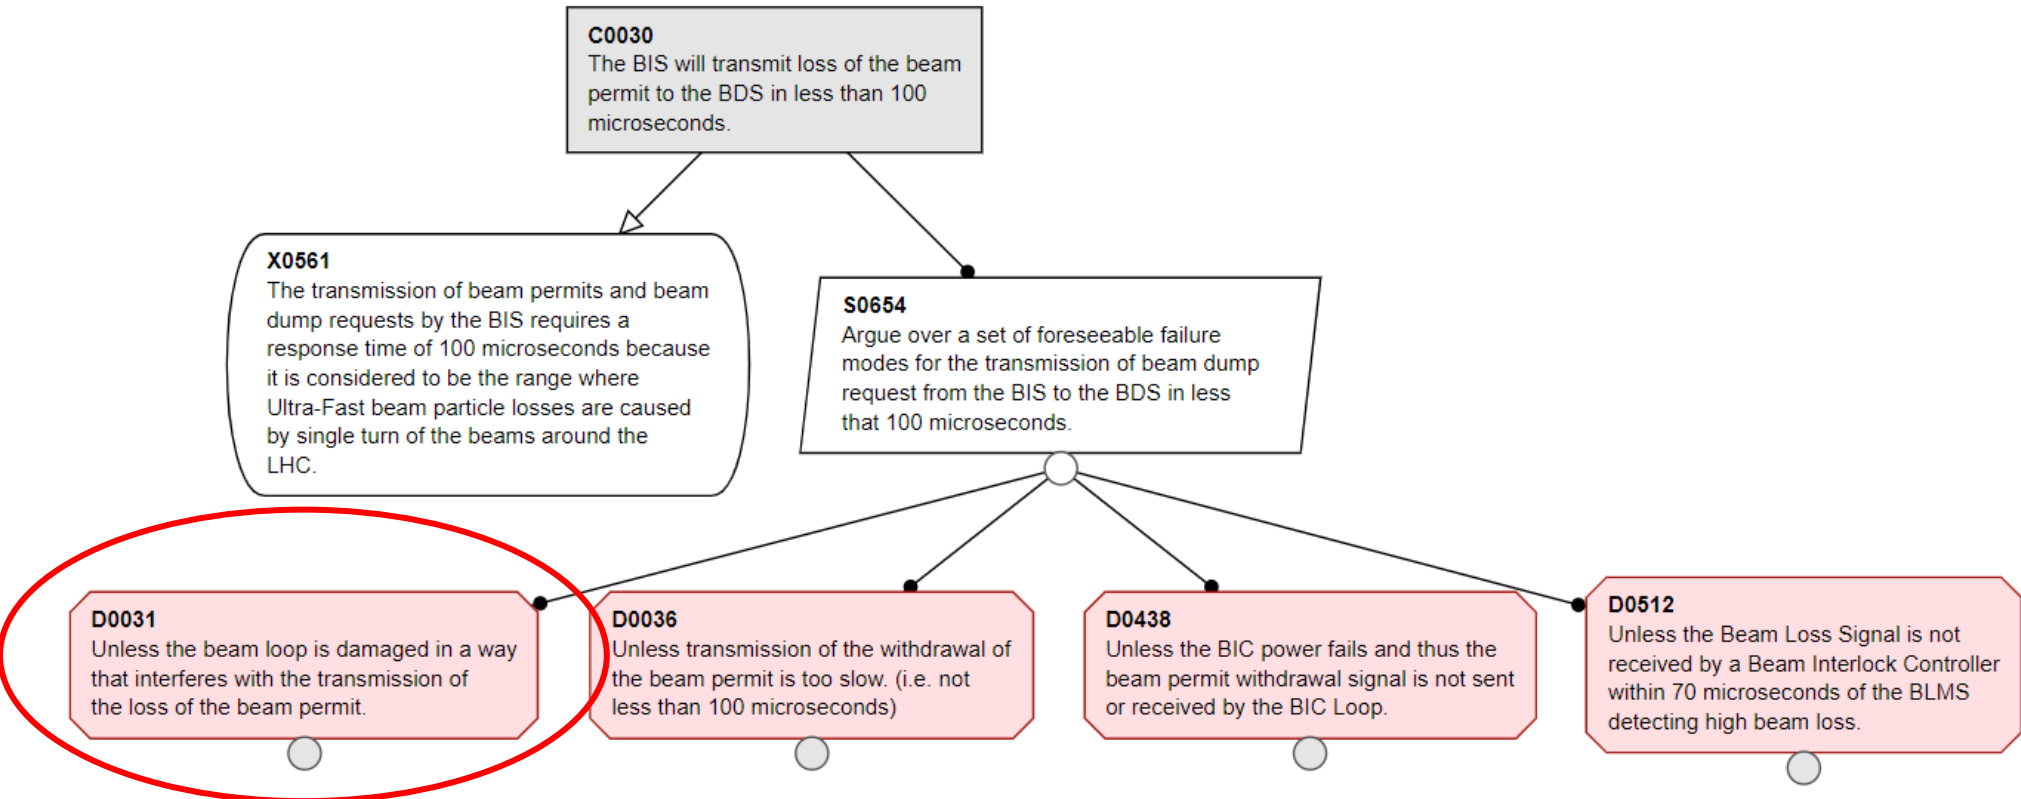 C0030
The BIS will transmit loss of the beam
permit to the BDS in less than 100
microseconds.
X0561
The transmission of beam permits and beam
dump requests by the BIS requires a
response time of 100 microseconds because
it is considered to be the range where
Ultra-Fast beam particle losses are caused
by single turn of the beams around the
LHC.
S0654
Argue over a set of foreseeable failure
modes for the transmission of beam dump
request from the BIS to the BDS in less
that 100 microseconds.
D0031
Unless the beam loop is damaged in a way
that interferes with the transmission of
the loss of the beam permit.
D0036
Unless transmission of the withdrawal of
the beam permit is too slow. (i.e. not
less than 100 microseconds)
D0438
Unless the BIC power fails and thus the
beam permit withdrawal signal is not sent
or received by the BIC Loop.
D0512
Unless the Beam Loss Signal is not
received by a Beam Interlock Controller
within 70 microseconds of the BLMS
detecting high beam loss.